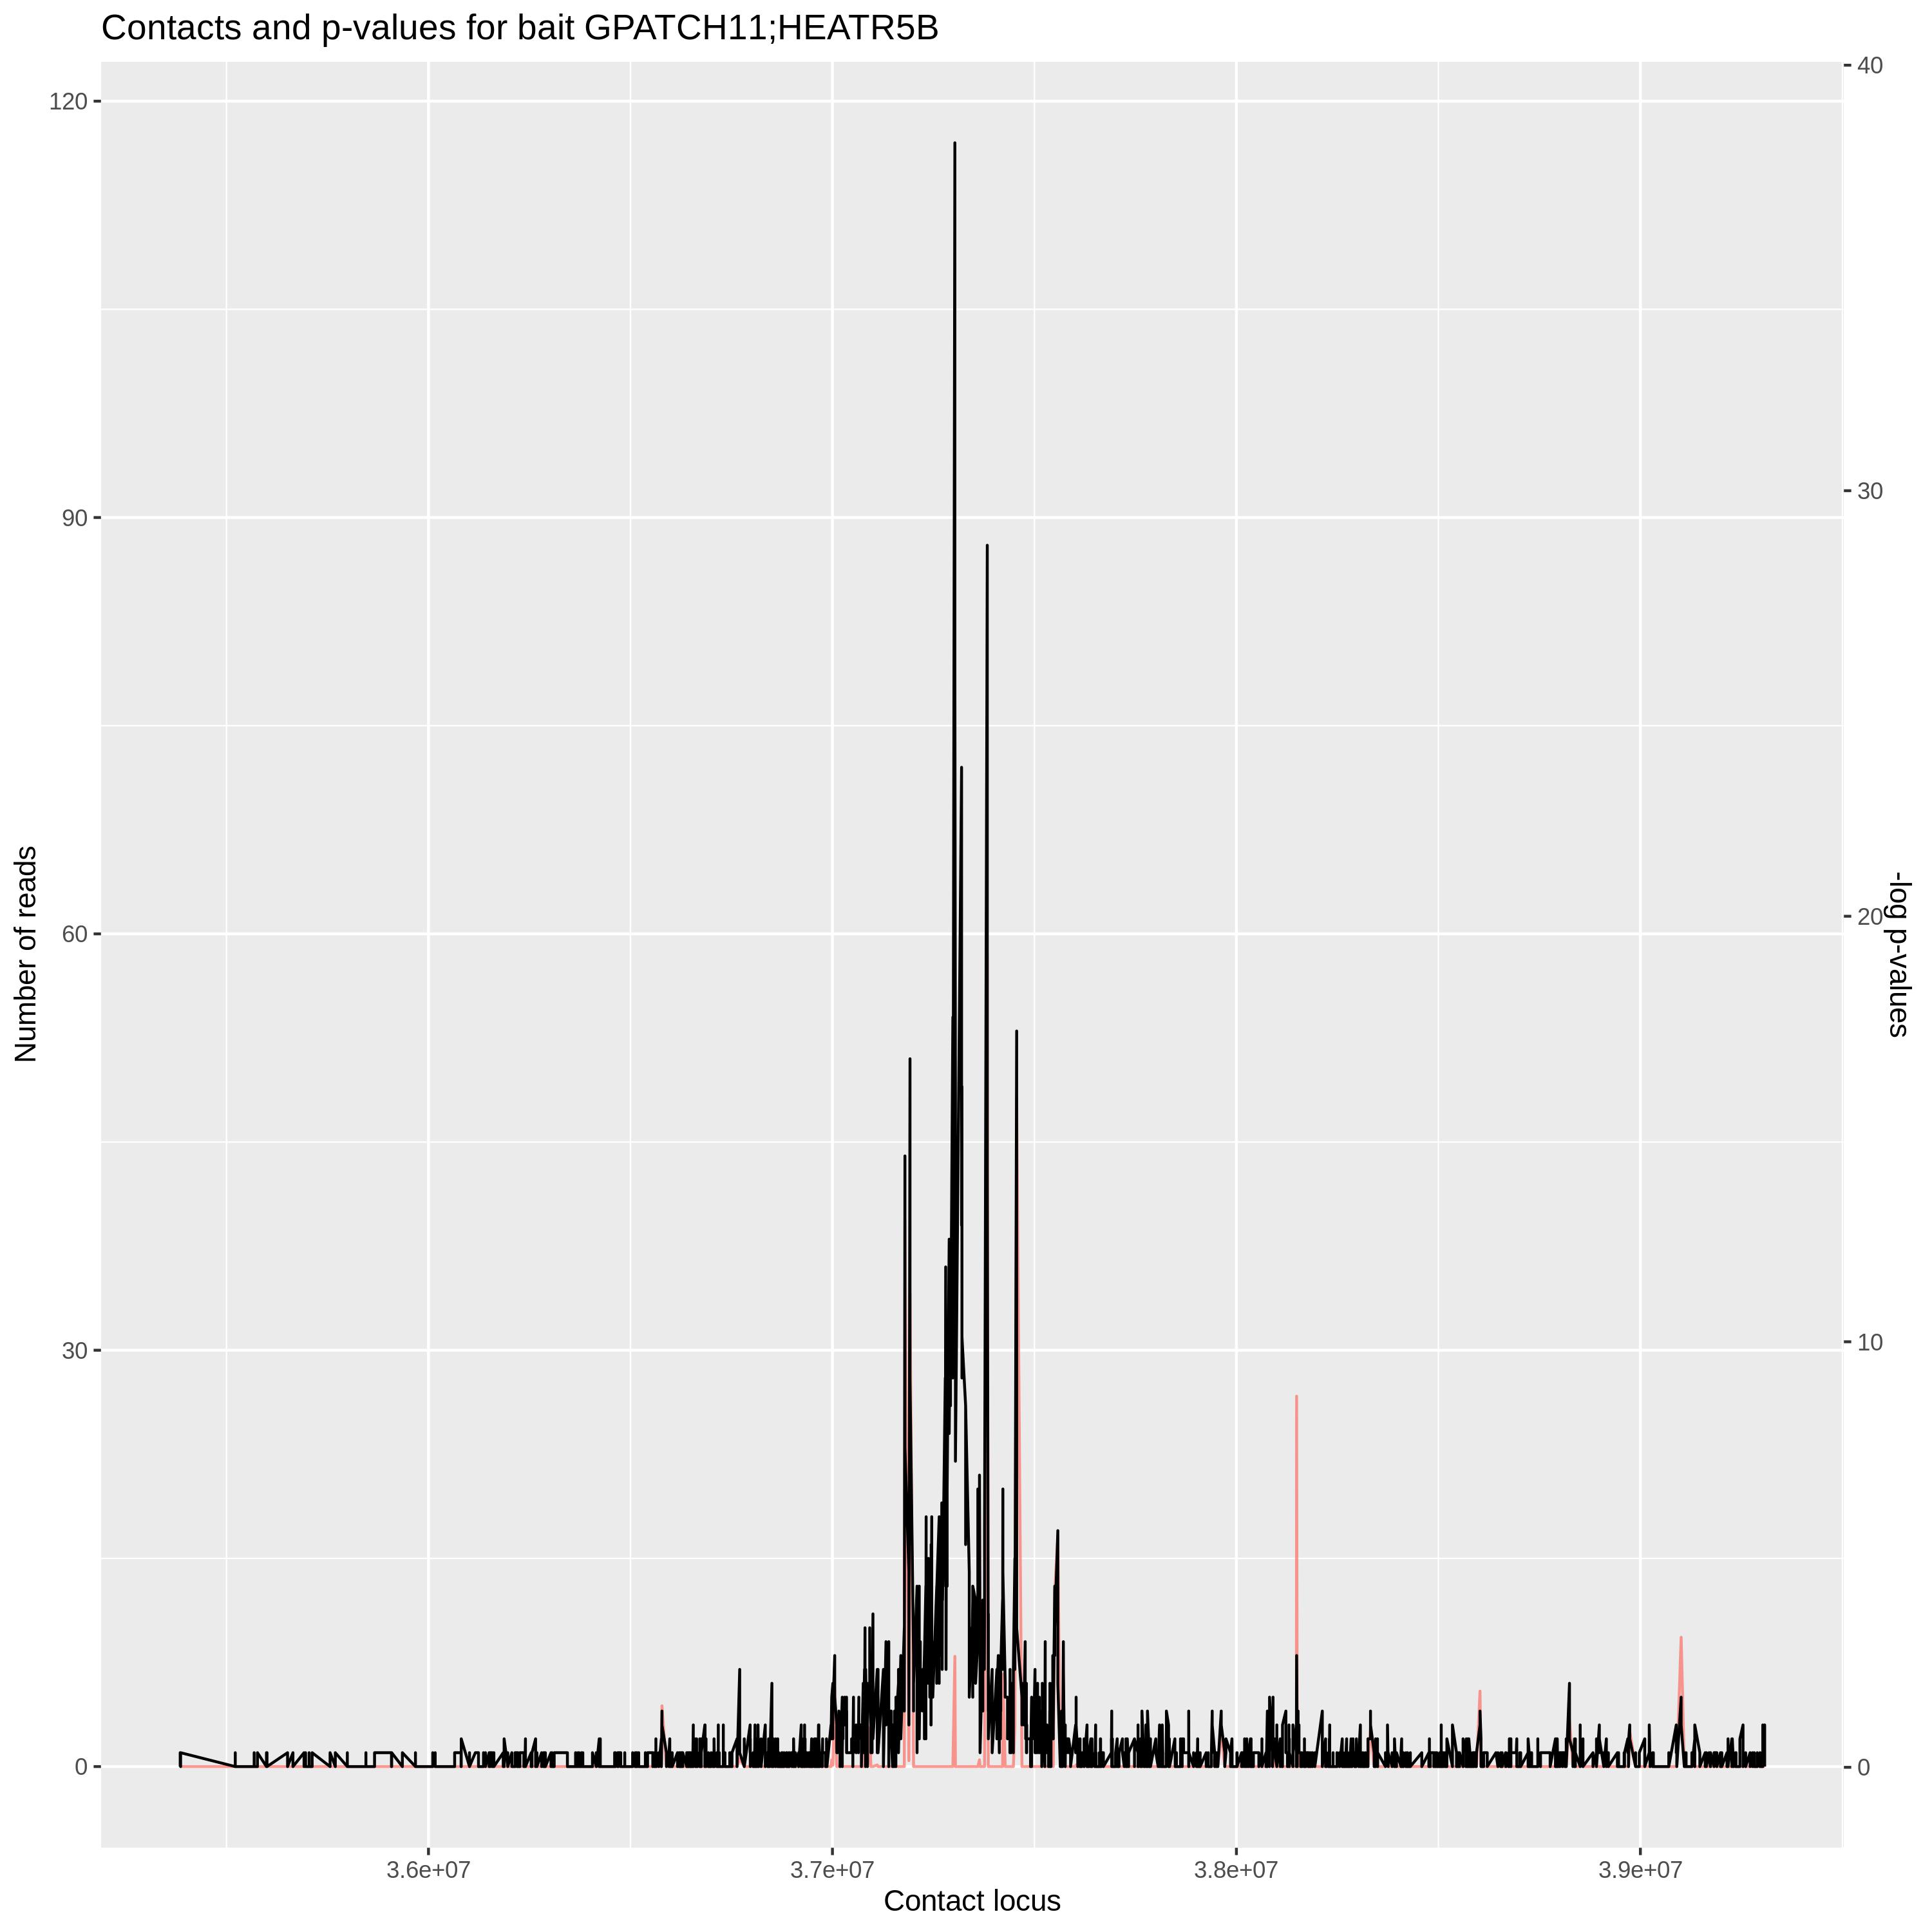 Contacts and p-values for bait GPATCH11;HEATR5B
120
90
60
30
0
Number of reads
40
30
20
10
0
-log p-values
3.6e+07
3.7e+07
3.8e+07
3.9e+07
Contact locus